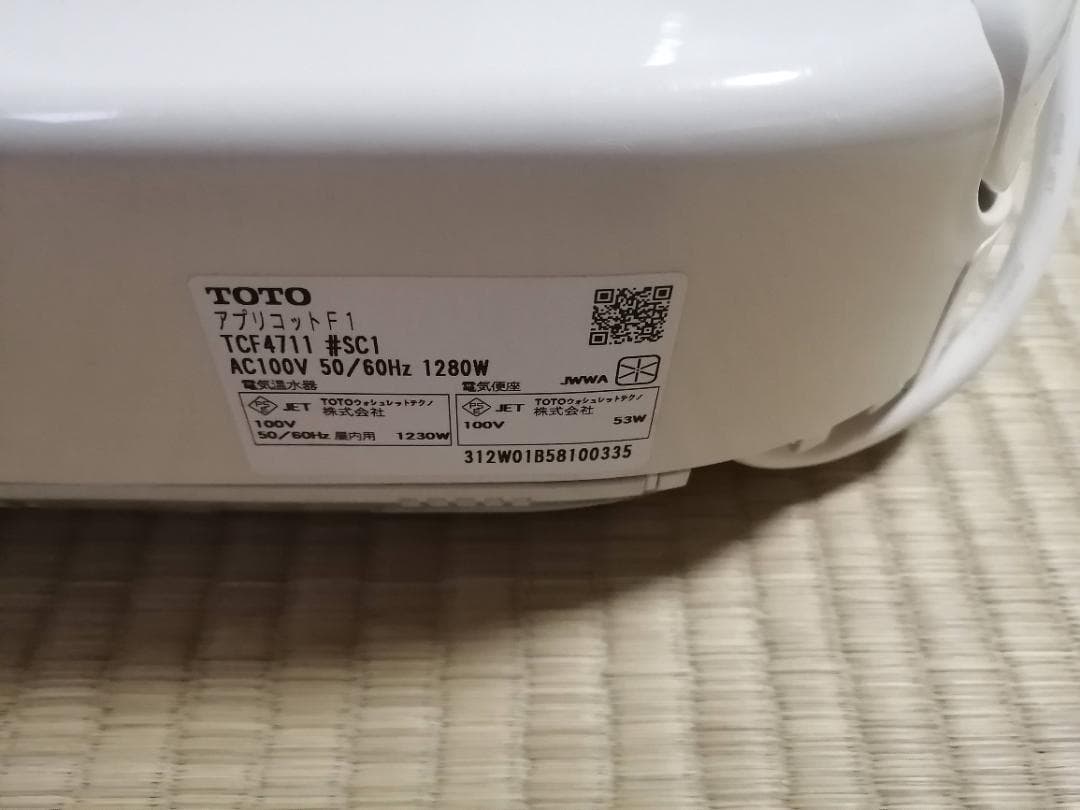 TOTO
アプリコットF1
TCF4711 #SC1
AC100V 50/60Hz 1280W
JWWA
電気温水器
PS E JET TOTOウォシュレットテクノ株式会社
100V
50/60Hz 屋内用 1230W
電気便座
PS E JET TOTOウォシュレットテクノ株式会社
100V 53W
312W01B58100335